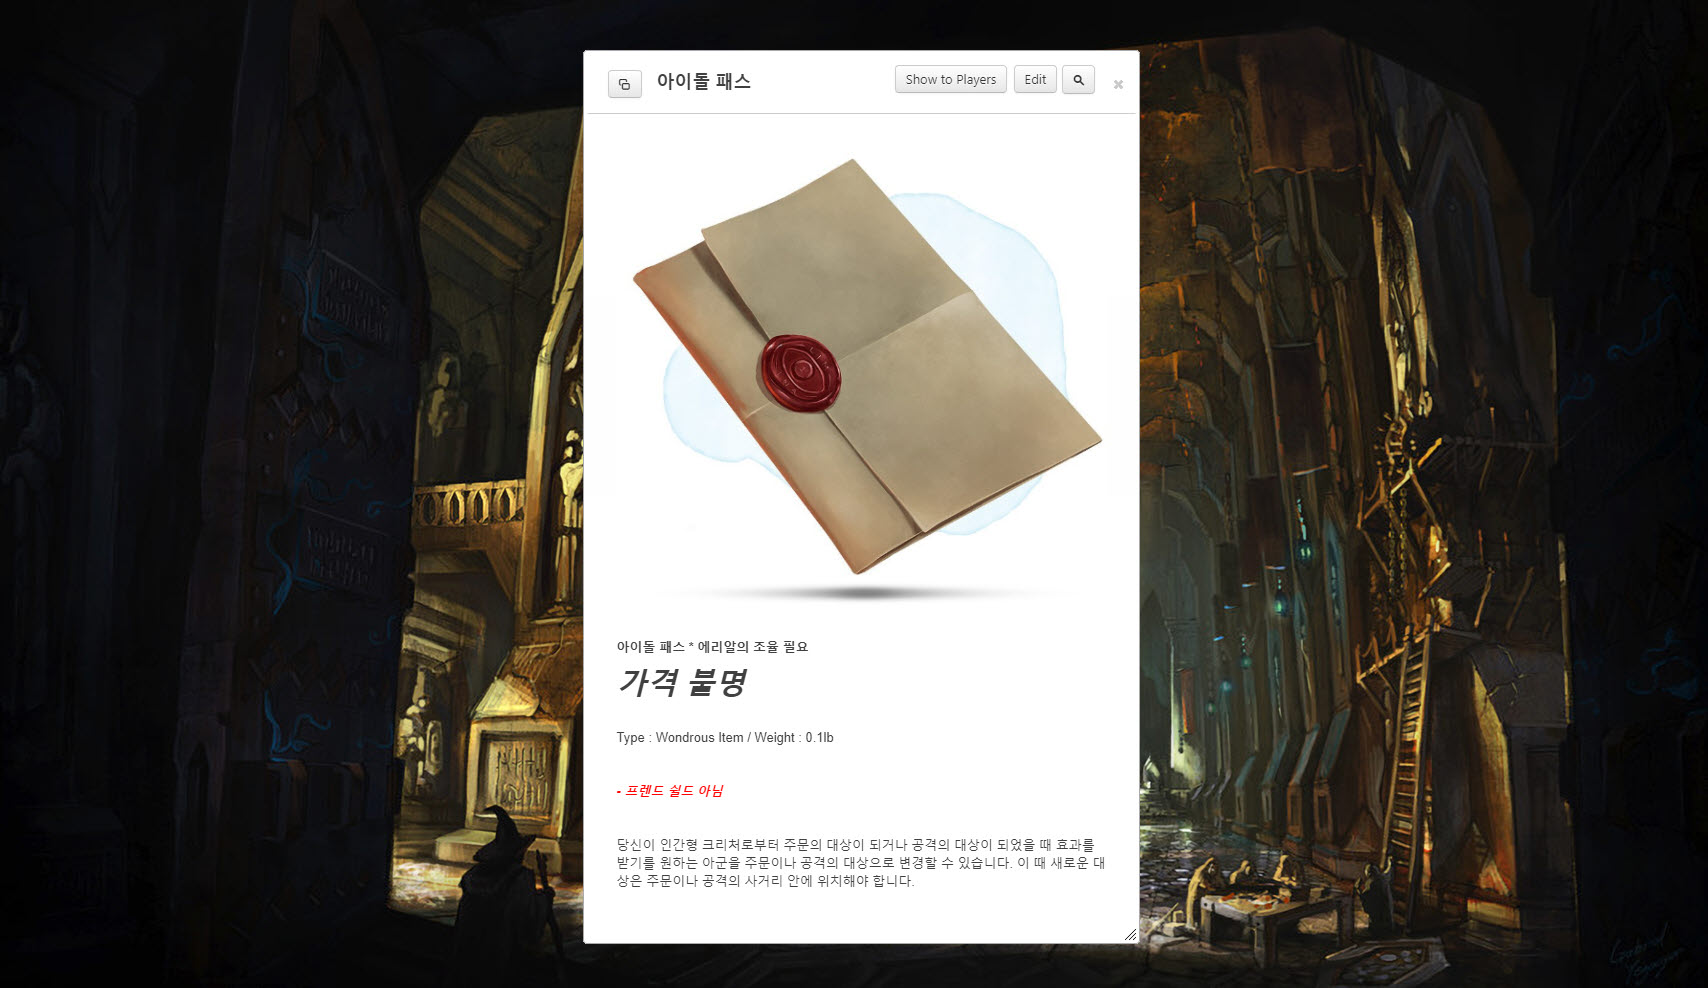 아이돌 패스
Show to Players
Edit
아이돌 패스 * 에리알의 조율 필요
가격 불명
Type : Wondrous Item / Weight : 0.1lb
- 프렌드 쉴드 아님
당신이 인간형 크리처로부터 주문의 대상이 되거나 공격의 대상이 되었을 때 효과를
받기를 원하는 아군을 주문이나 공격의 대상으로 변경할 수 있습니다. 이 때 새로운 대
상은 주문이나 공격의 사거리 안에 위치해야 합니다.